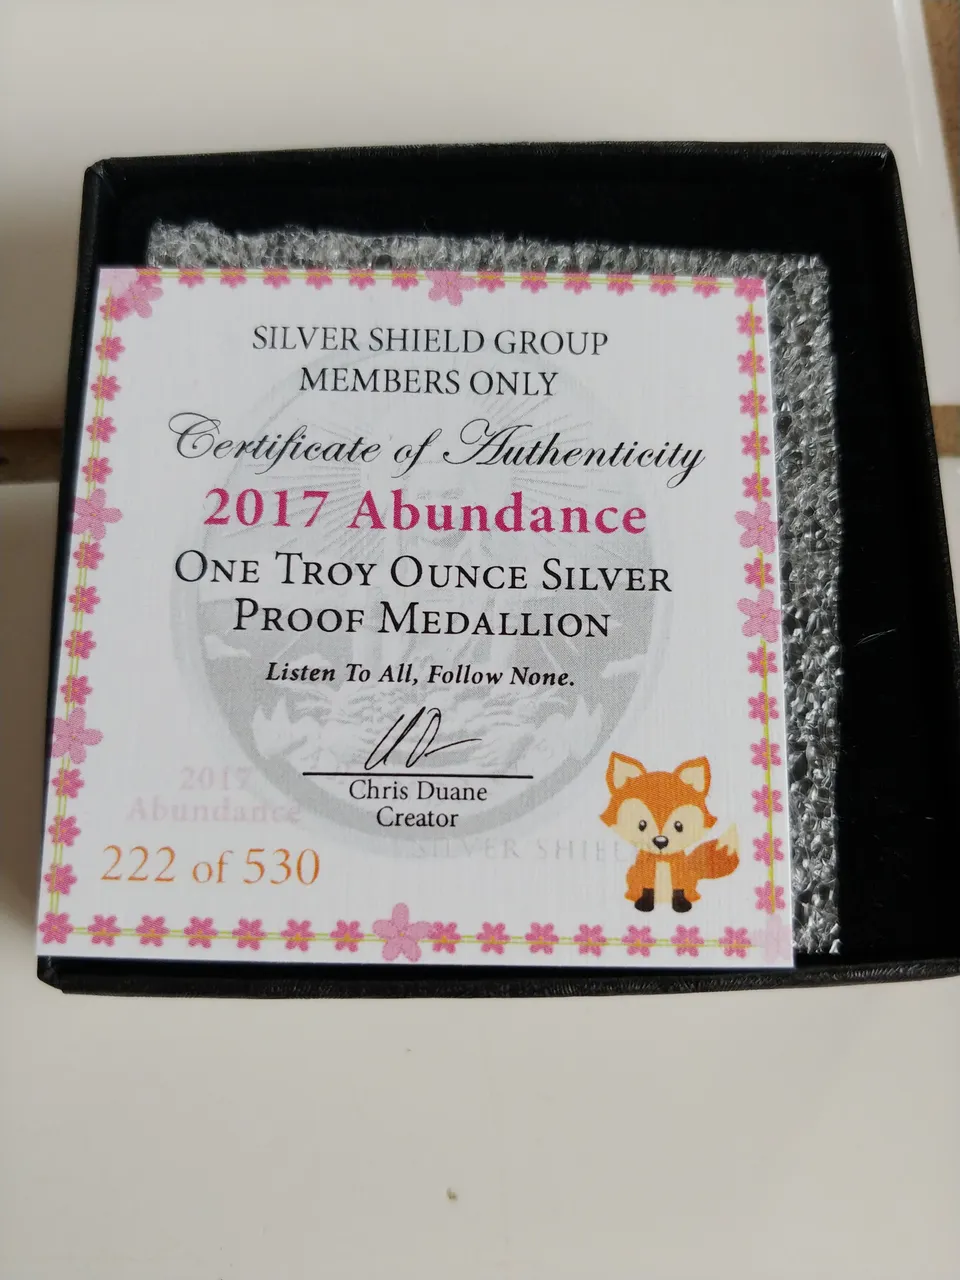 SILVER SHIELD GROUP
MEMBERS ONLY
Certificate of Authenticity
2017 Abundance
ONE TROY OUNCE SILVER
PROOF MEDALLION
Listen To All, Follow None.
Chris Duane
Creator
2017
Abundance
SILVER SHIELD
222 of 530